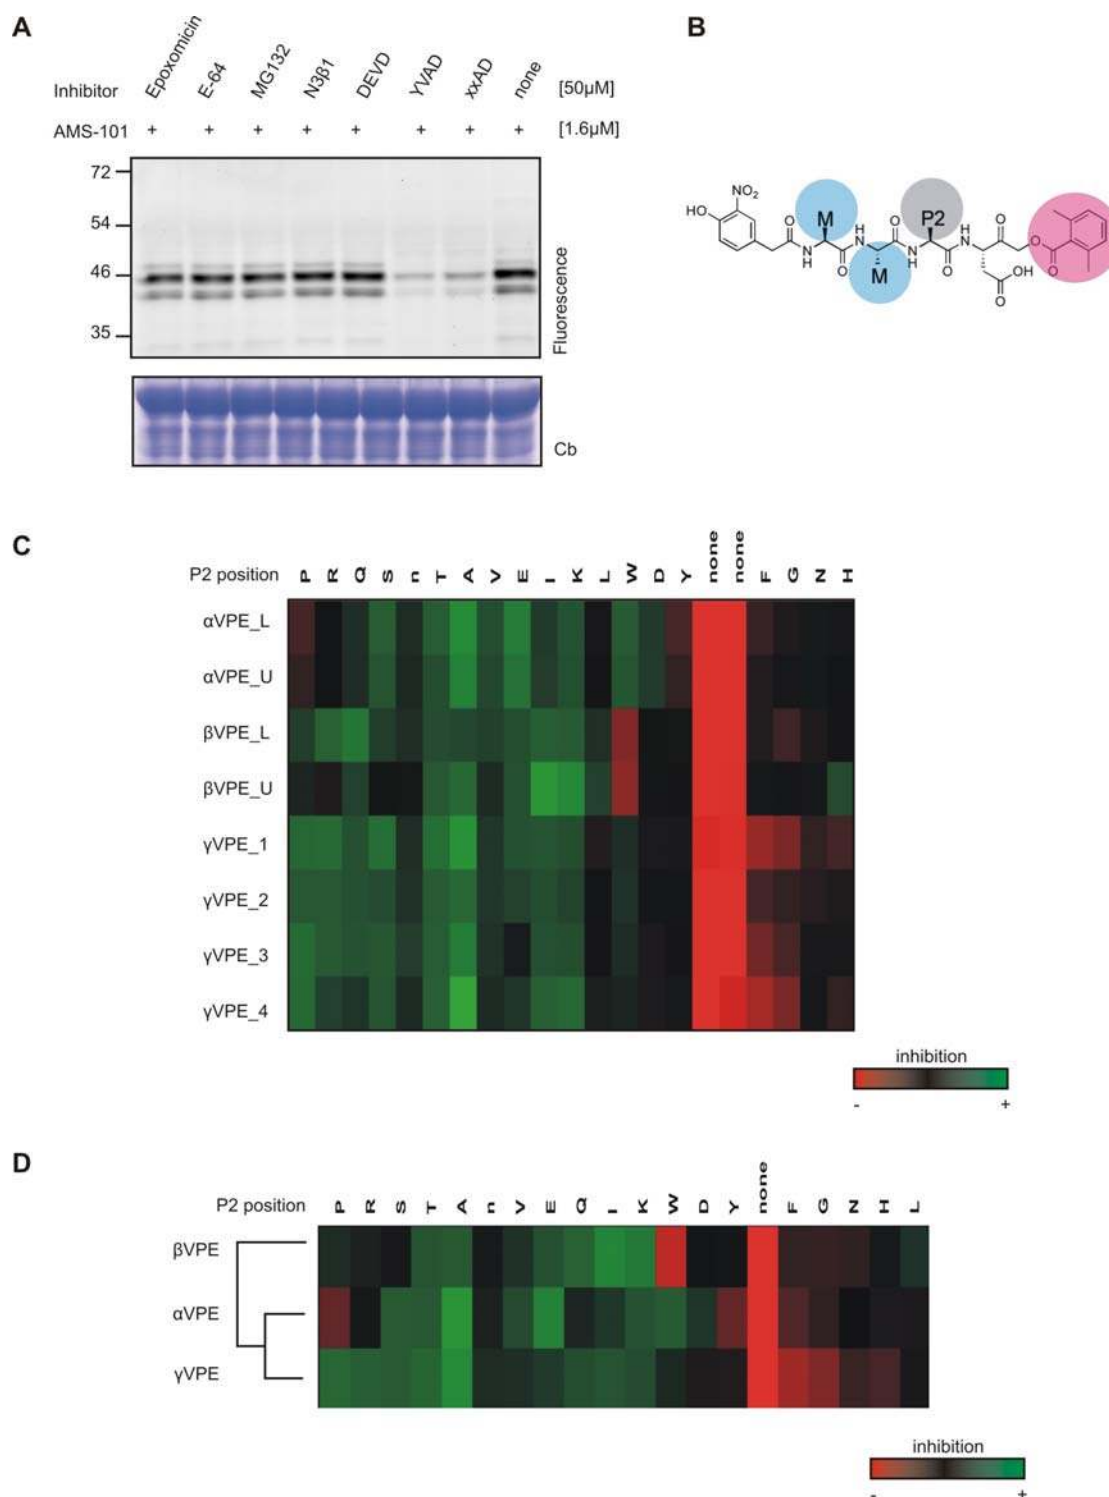 A
Inhibitor Epoxomicin E-64 MG132 N3β1 DEVD YVAD xxAD none [50µM]
AMS-101 + + + + + + + + [1.6µM]
72
54
46
35
Fluorescence
Cb
B
HO NO₂ O N H M O H N M O N H P2 O H N O O O OH O
C
P2 position P R Q S n T A V E I K L W D Y none none F G N H
αVPE_L
αVPE_U
βVPE_L
βVPE_U
γVPE_1
γVPE_2
γVPE_3
γVPE_4
inhibition
- +
D
P2 position P R S T A n V E Q I K W D Y none F G N H L
βVPE
αVPE
γVPE
inhibition
- +